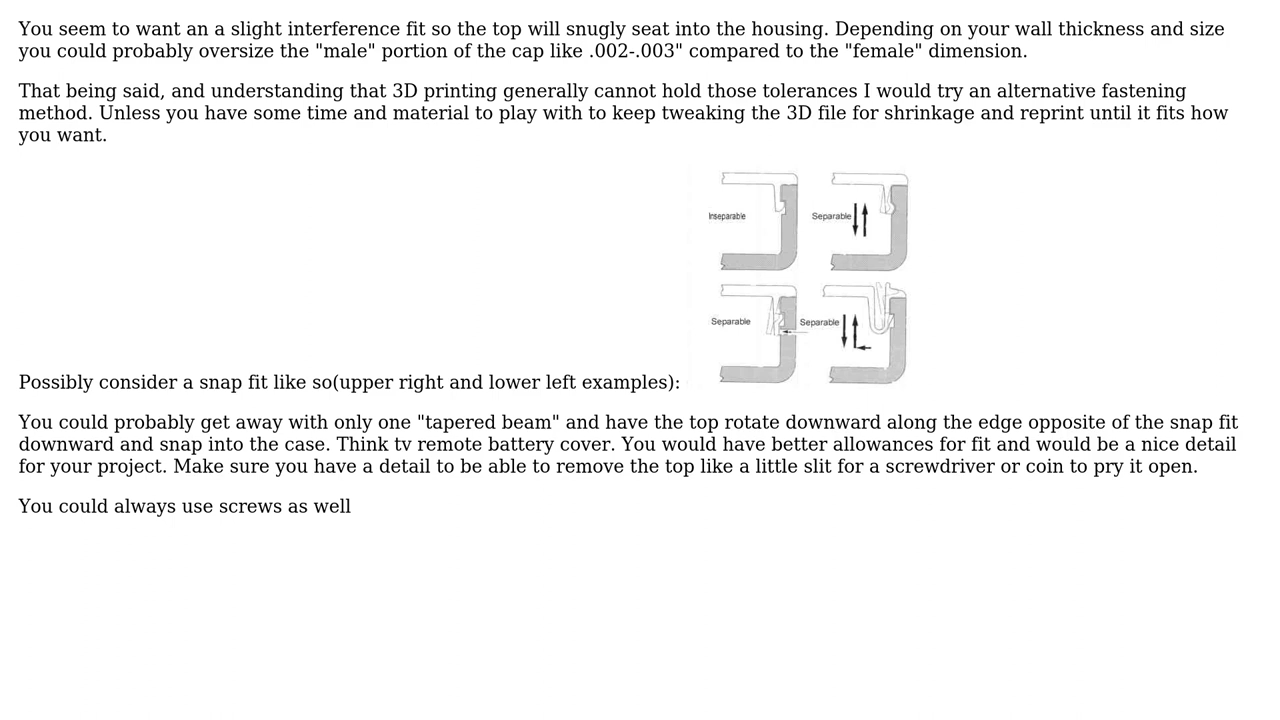 You seem to want an a slight interference fit so the top will snugly seat into the housing. Depending on your wall thickness and size
you could probably oversize the "male" portion of the cap like .002-.003" compared to the "female" dimension.
That being said, and understanding that 3D printing generally cannot hold those tolerances I would try an alternative fastening
method. Unless you have some time and material to play with to keep tweaking the 3D file for shrinkage and reprint until it fits how
you want.
Inseparable
Separable
Separable
Separable
Possibly consider a snap fit like so(upper right and lower left examples):
You could probably get away with only one "tapered beam" and have the top rotate downward along the edge opposite of the snap fit
downward and snap into the case. Think tv remote battery cover. You would have better allowances for fit and would be a nice detail
for your project. Make sure you have a detail to be able to remove the top like a little slit for a screwdriver or coin to pry it open.
You could always use screws as well